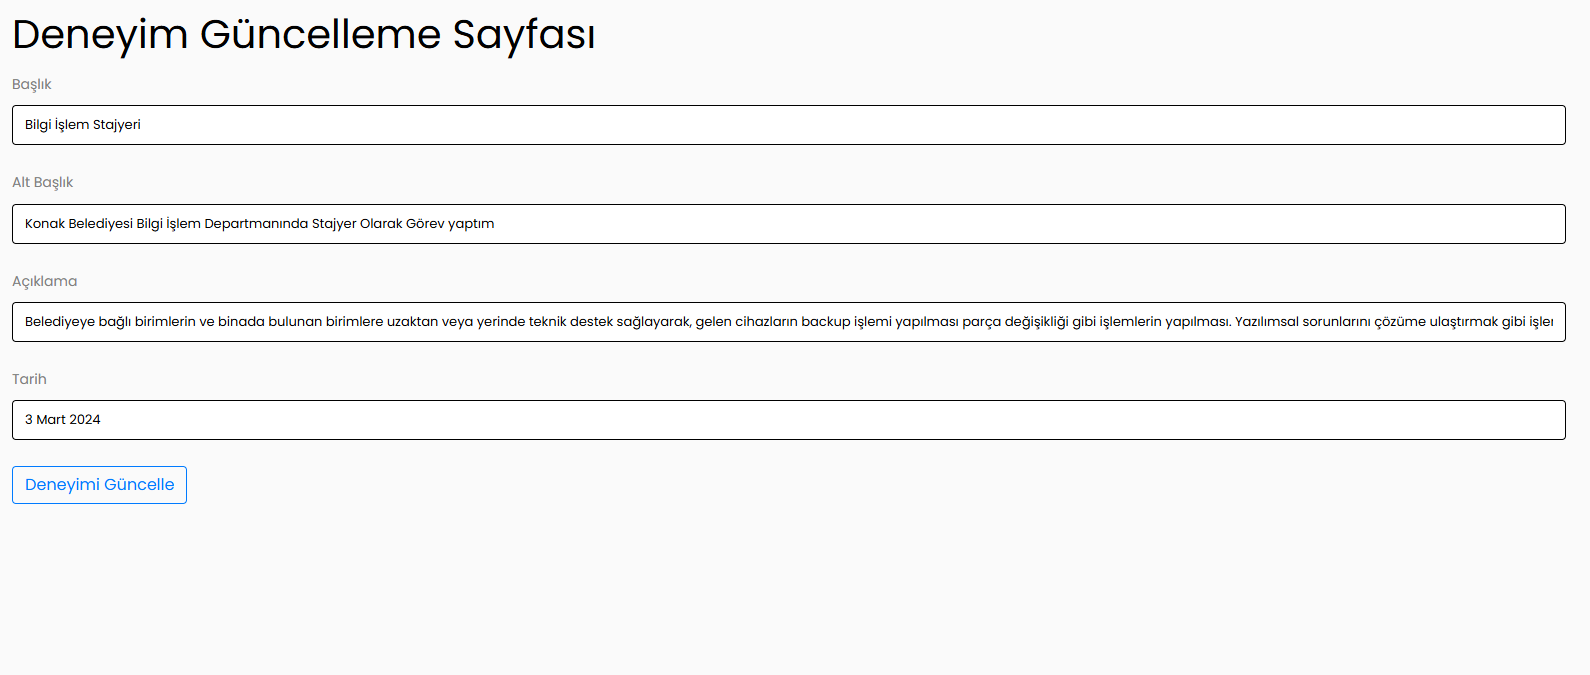 Deneyim Güncelleme Sayfası
Başlık
Bilgi İşlem Stajyeri
Alt Başlık
Konak Belediyesi Bilgi İşlem Departmanında Stajyer Olarak Görev yaptım
Açıklama
Belediyeye bağlı birimlerin ve binada bulunan birimlere uzaktan veya yerinde teknik destek sağlayarak, gelen cihazların backup işlemi yapılması parça değişikliği gibi işlemlerin yapılması. Yazılımsal sorunlarını çözüme ulaştırmak gibi
Tarih
3 Mart 2024
Deneyimi Güncelle